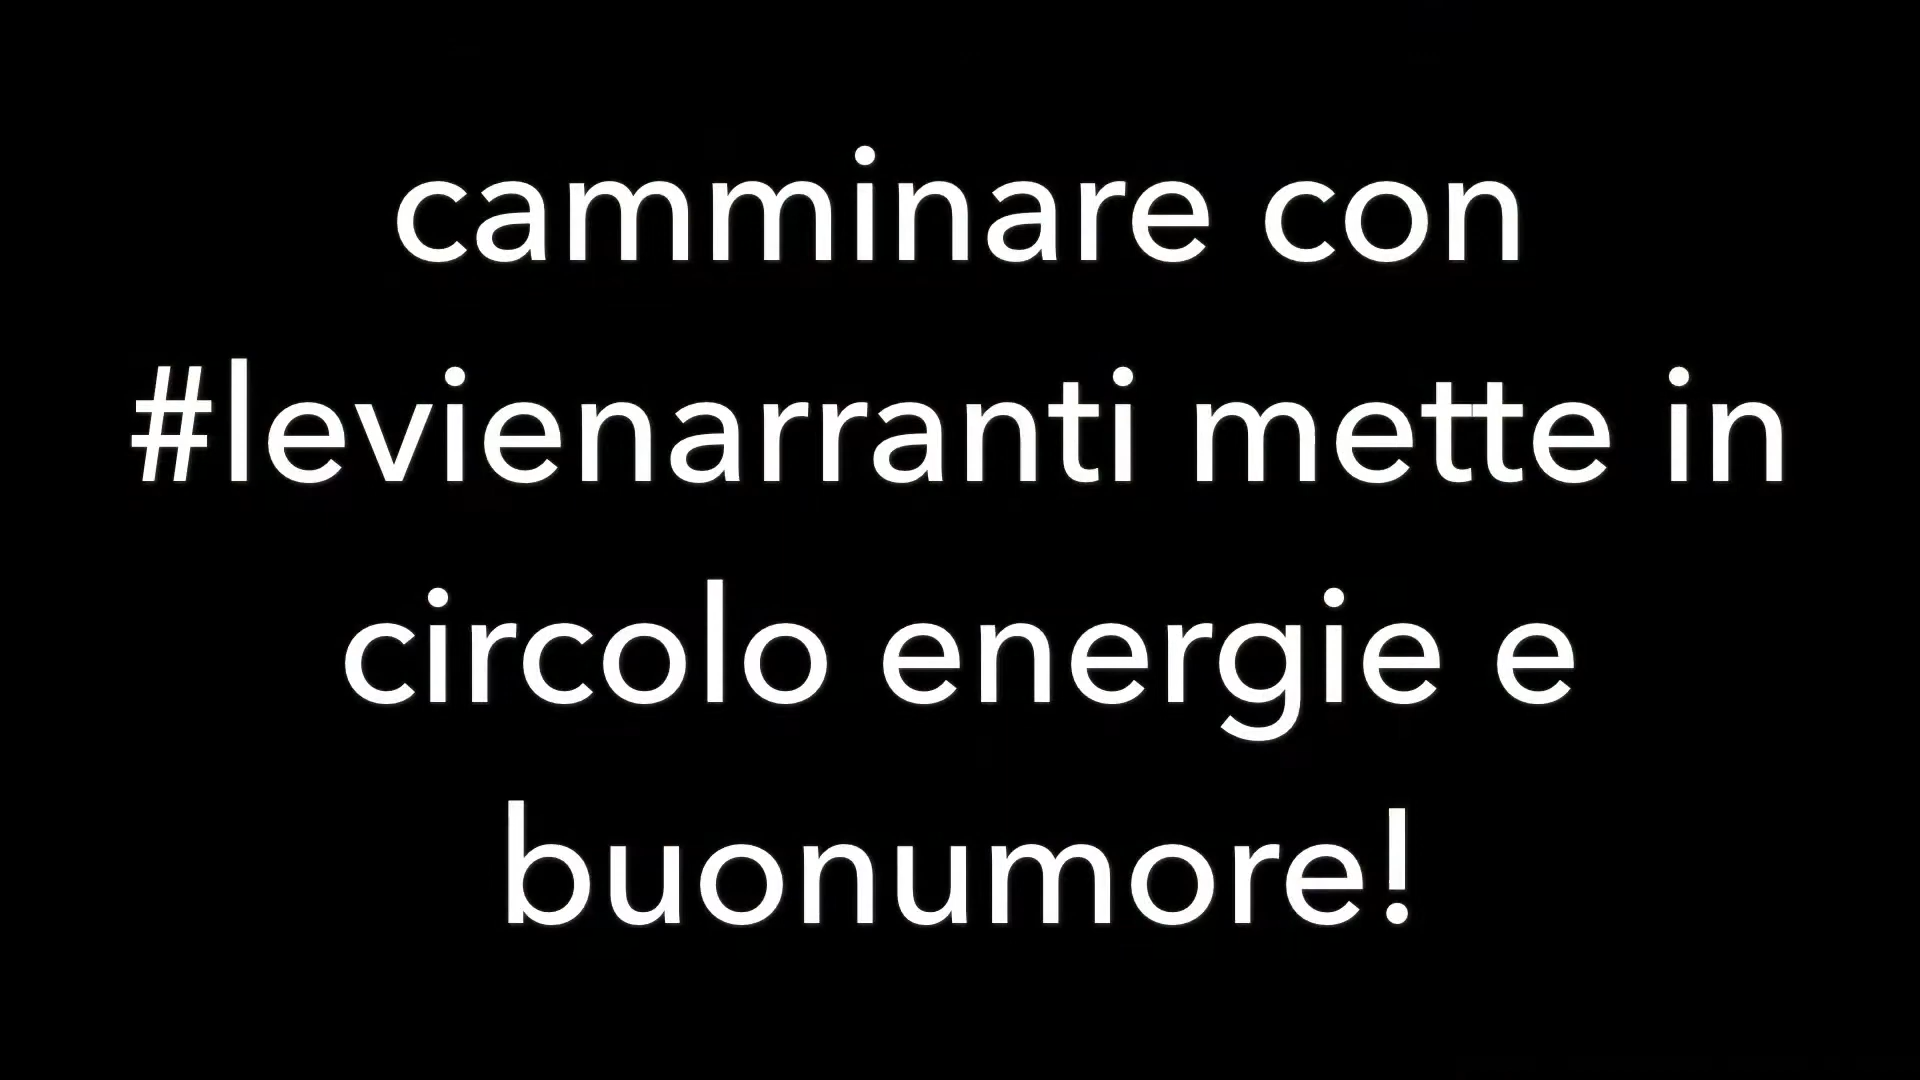 camminare con
#levienarranti mette in
circolo energie e
buonumore!